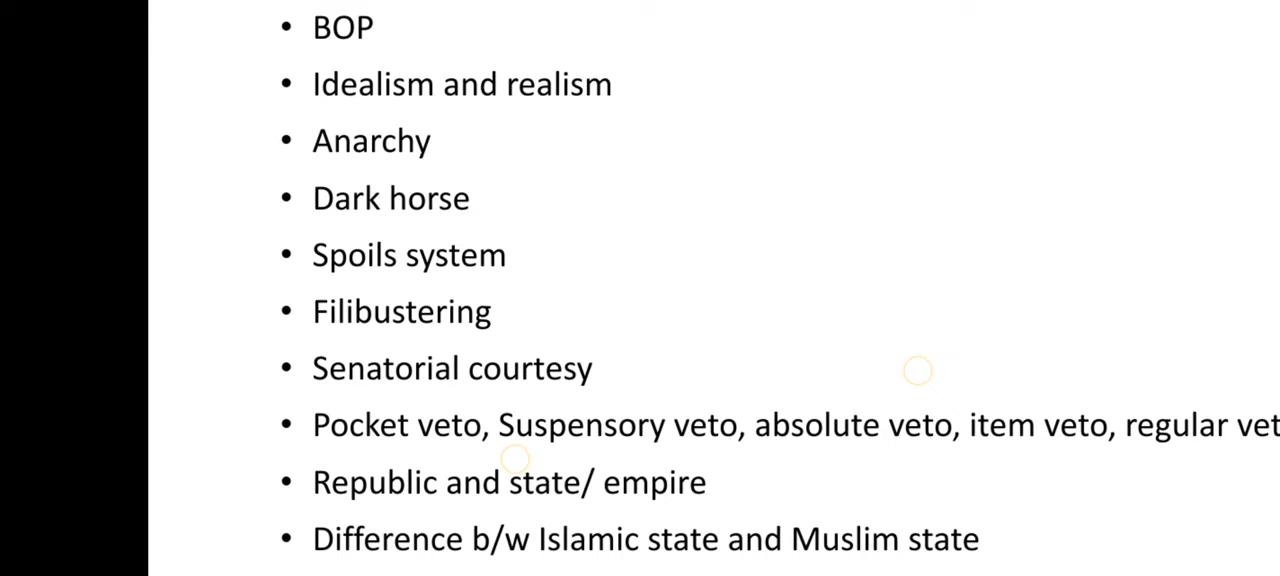 • BOP
• Idealism and realism
• Anarchy
• Dark horse
• Spoils system
• Filibustering
• Senatorial courtesy
• Pocket veto, Suspensory veto, absolute veto, item veto, regular vet
• Republic and state/ empire
• Difference b/w Islamic state and Muslim state